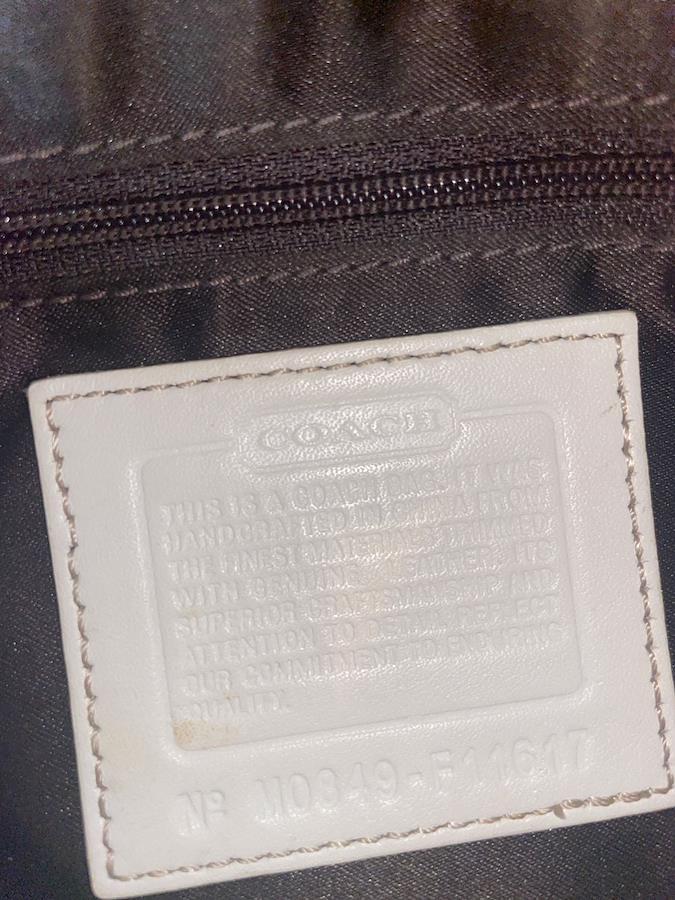 COACH
THIS IS A COACH BAG. IT WAS
HANDCRAFTED IN CHINA FROM
THE FINEST MATERIALS TRIMMED
WITH GENUINE LEATHER. ITS
SUPERIOR CRAFTSMANSHIP AND
ATTENTION TO DETAIL REFLECT
OUR COMMITMENT TO ENDURING
QUALITY.
Nº M0849-F11617